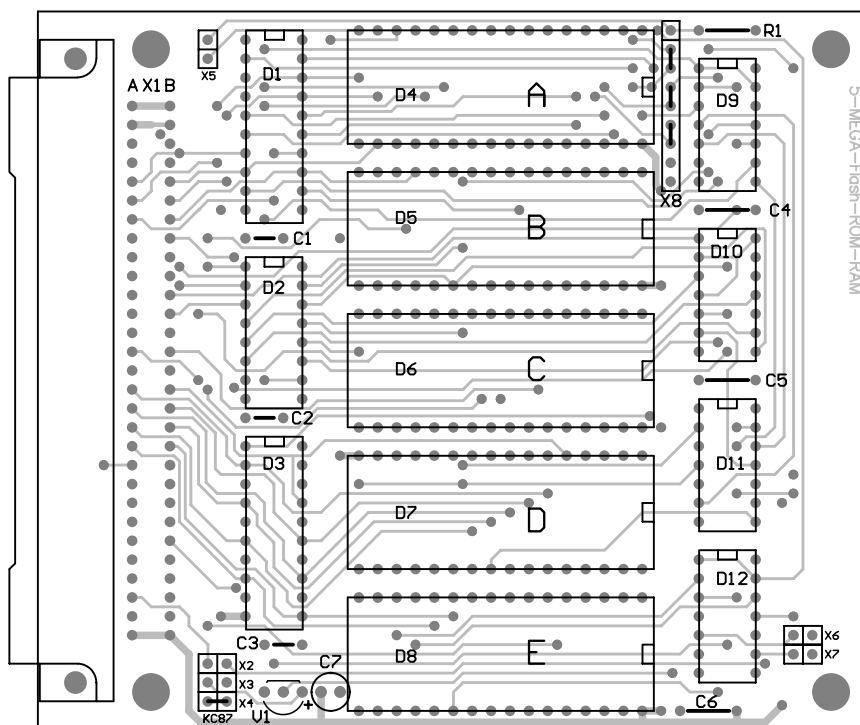 X5
D1
D4
A
R1
A X1 B
D9
5-MEGA-Flash-ROM-RAM
X8
D5
B
C4
C1
D10
D2
D6
C
C5
C2
D3
D11
D7
D
D12
C3
D8
E
X6
X7
X2
C7
X3
X4
KC87
V1
+
C6